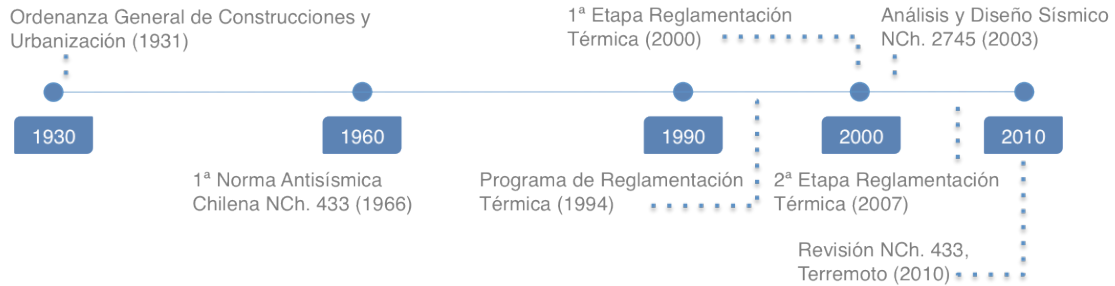 Ordenanza General de Construcciones y
Urbanización (1931)
1ª Etapa Reglamentación
Térmica (2000)
Análisis y Diseño Sísmico
NCh. 2745 (2003)
1930
1960
1990
2000
2010
1ª Norma Antisísmica
Chilena NCh. 433 (1966)
Programa de Reglamentación
Térmica (1994)
2ª Etapa Reglamentación
Térmica (2007)
Revisión NCh. 433,
Terremoto (2010)